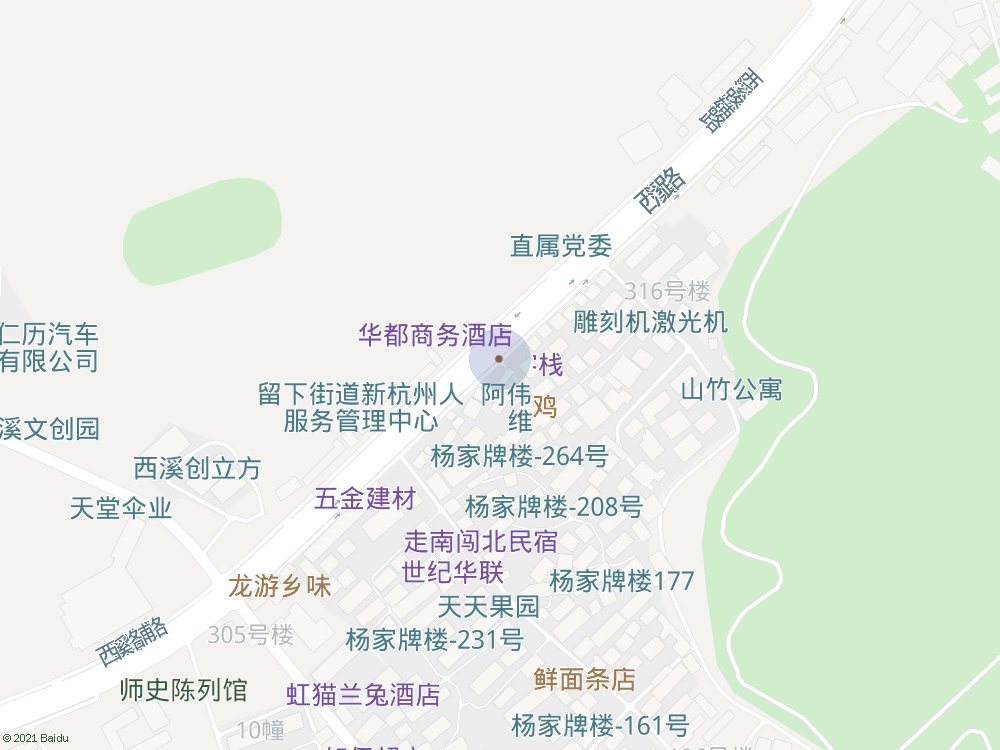 西溪路辅路
西溪路
直属党委
316号楼
雕刻机激光机
仁历汽车
有限公司
华都商务酒店
栈
山竹公寓
留下街道新杭州人
服务管理中心
阿伟
维
鸡
溪文创园
西溪创立方
杨家牌楼-264号
天堂伞业
五金建材
杨家牌楼-208号
走南闯北民宿
世纪华联
杨家牌楼177
龙游乡味
天天果园
305号楼
杨家牌楼-231号
西溪路辅路
师史陈列馆
虹猫兰兔酒店
鲜面条店
10幢
杨家牌楼-161号
© 2021 Baidu